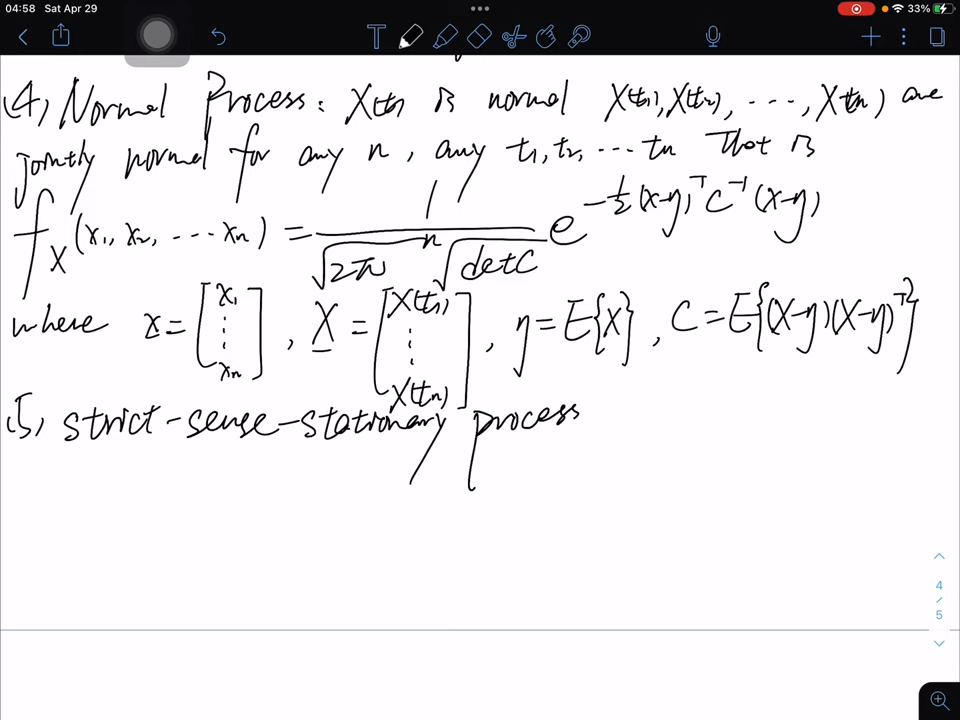 04:58 Sat Apr 29 33%
(4) Normal Process: X(t) is normal X(t1), X(t2), ..., X(tn) are
jointly normal for any n, any t1, t2, ... tn That is
f_X(x1, x2, ... xn) = 1/(√2π^n √detC) e^{-1/2 (x-η)^T C^{-1} (x-η)}
where x = [x1 ⋮ xn], X = [X(t1) ⋮ X(tn)], η = E{X}, C = E{(X-η)(X-η)^T}
(5) strict-sense-stationary process
4
/
5